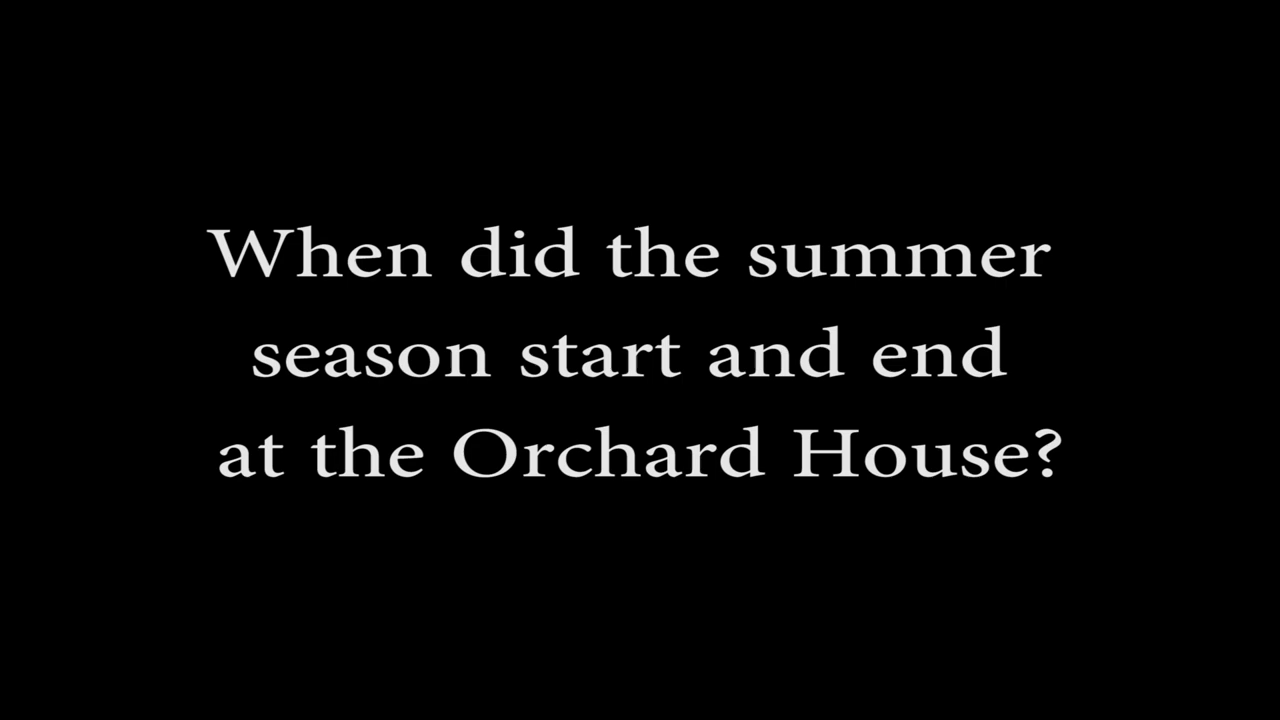 When did the summer
season start and end
at the Orchard House?